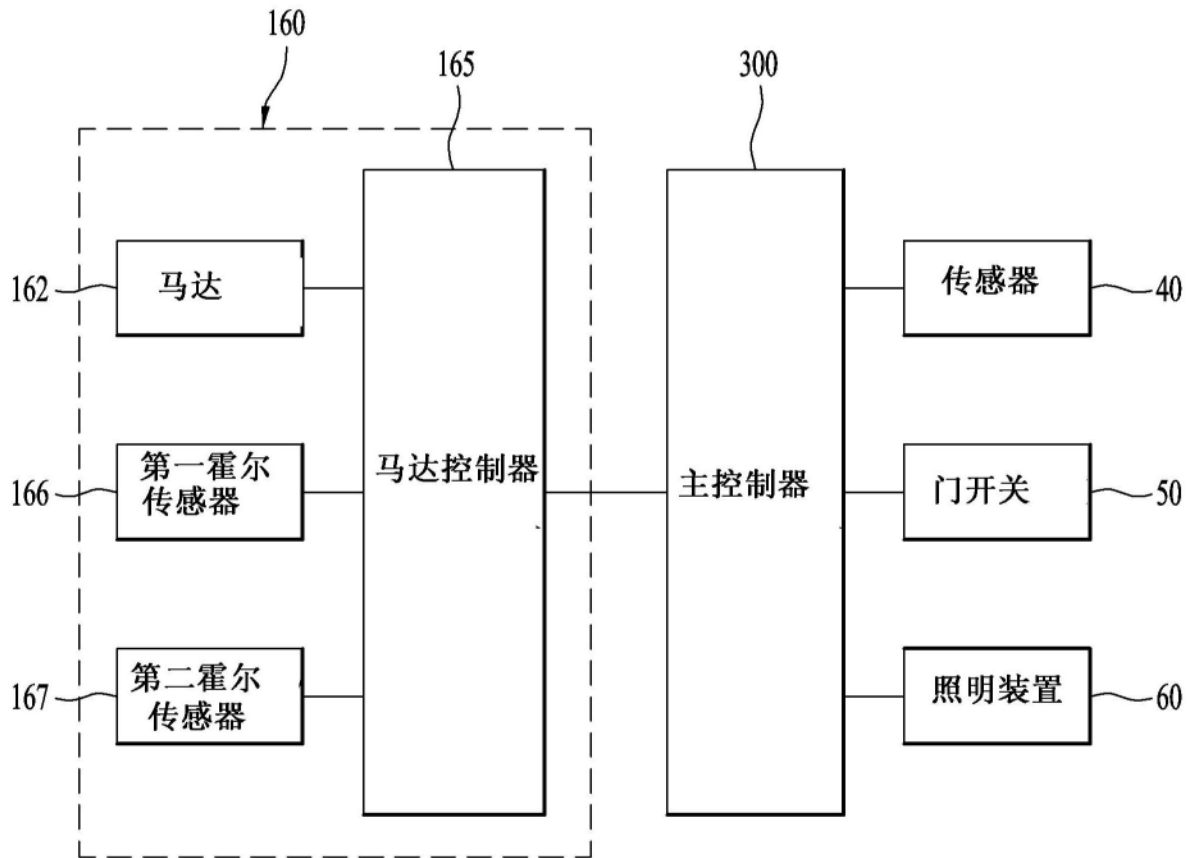 160
165
300
162
马达
传感器
40
166
第一霍尔
传感器
马达控制器
主控制器
门开关
50
167
第二霍尔
传感器
照明装置
60